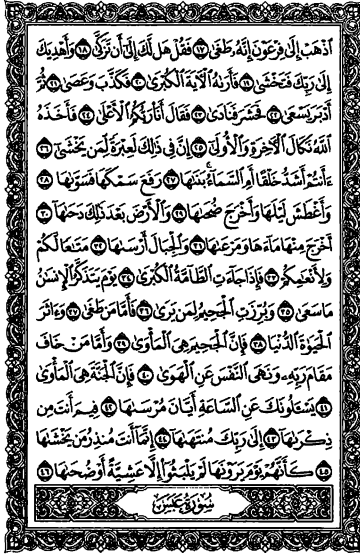 ٱذْهَبْ إِلَىٰ فِرْعَوْنَ إِنَّهُۥ طَغَىٰ ١٧ فَقُلْ هَل لَّكَ إِلَىٰٓ أَن تَزَكَّىٰ ١٨ وَأَهْدِيَكَ
إِلَىٰ رَبِّكَ فَتَخْشَىٰ ١٩ فَأَرَىٰهُ ٱلْءَايَةَ ٱلْكُبْرَىٰ ٢٠ فَكَذَّبَ وَعَصَىٰ ٢١ ثُمَّ
أَدْبَرَ يَسْعَىٰ ٢٢ فَحَشَرَ فَنَادَىٰ ٢٣ فَقَالَ أَنَا۠ رَبُّكُمُ ٱلْأَعْلَىٰ ٢٤ فَأَخَذَهُ
ٱللَّهُ نَكَالَ ٱلْءَاخِرَةِ وَٱلْأُولَىٰٓ ٢٥ إِنَّ فِى ذَٰلِكَ لَعِبْرَةً لِّمَن يَخْشَىٰٓ ٢٦
ءَأَنتُمْ أَشَدُّ خَلْقًا أَمِ ٱلسَّمَآءُ ۚ بَنَىٰهَا ٢٧ رَفَعَ سَمْكَهَا فَسَوَّىٰهَا ٢٨
وَأَغْطَشَ لَيْلَهَا وَأَخْرَجَ ضُحَىٰهَا ٢٩ وَٱلْأَرْضَ بَعْدَ ذَٰلِكَ دَحَىٰهَآ ٣٠
أَخْرَجَ مِنْهَا مَآءَهَا وَمَرْعَىٰهَا ٣١ وَٱلْجِبَالَ أَرْسَىٰهَا ٣٢ مَتَٰعًا لَّكُمْ
وَلِأَنْعَٰمِكُمْ ٣٣ فَإِذَا جَآءَتِ ٱلطَّآمَّةُ ٱلْكُبْرَىٰ ٣٤ يَوْمَ يَتَذَكَّرُ ٱلْإِنسَٰنُ
مَا سَعَىٰ ٣٥ وَبُرِّزَتِ ٱلْجَحِيمُ لِمَن يَرَىٰ ٣٦ فَأَمَّا مَن طَغَىٰ ٣٧ وَءَاثَرَ
ٱلْحَيَوٰةَ ٱلدُّنْيَا ٣٨ فَإِنَّ ٱلْجَحِيمَ هِىَ ٱلْمَأْوَىٰ ٣٩ وَأَمَّا مَنْ خَافَ
مَقَامَ رَبِّهِۦ وَنَهَى ٱلنَّفْسَ عَنِ ٱلْهَوَىٰ ٤٠ فَإِنَّ ٱلْجَنَّةَ هِىَ ٱلْمَأْوَىٰ
٤١ يَسْـَٔلُونَكَ عَنِ ٱلسَّاعَةِ أَيَّانَ مُرْسَىٰهَا ٤٢ فِيمَ أَنتَ مِن
ذِكْرَىٰهَآ ٤٣ إِلَىٰ رَبِّكَ مُنتَهَىٰهَآ ٤٤ إِنَّمَآ أَنتَ مُنذِرُ مَن يَخْشَىٰهَا
٤٥ كَأَنَّهُمْ يَوْمَ يَرَوْنَهَا لَمْ يَلْبَثُوٓا۟ إِلَّا عَشِيَّةً أَوْ ضُحَىٰهَا ٤٦
سُورَةُ عَبَسَ